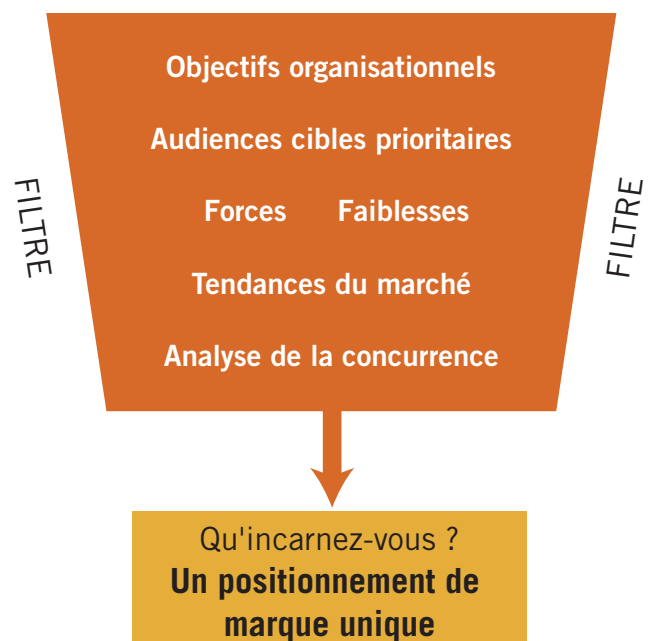 Objectifs organisationnels
Audiences cibles prioritaires
FILTRE
Forces Faiblesses
FILTRE
Tendances du marché
Analyse de la concurrence
Qu'incarnez-vous ?
Un positionnement de
marque unique